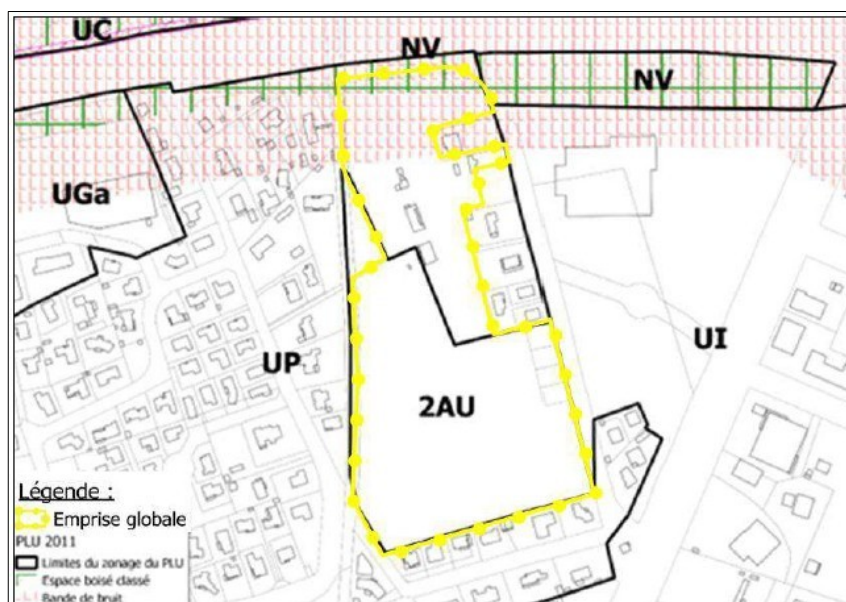 UC
NV
NV
UGa
UP
UI
2AU
Légende :
Emprise globale
PLU 2011
Limites du zonage du PLU
Espace boisé classé
Bande de bruit